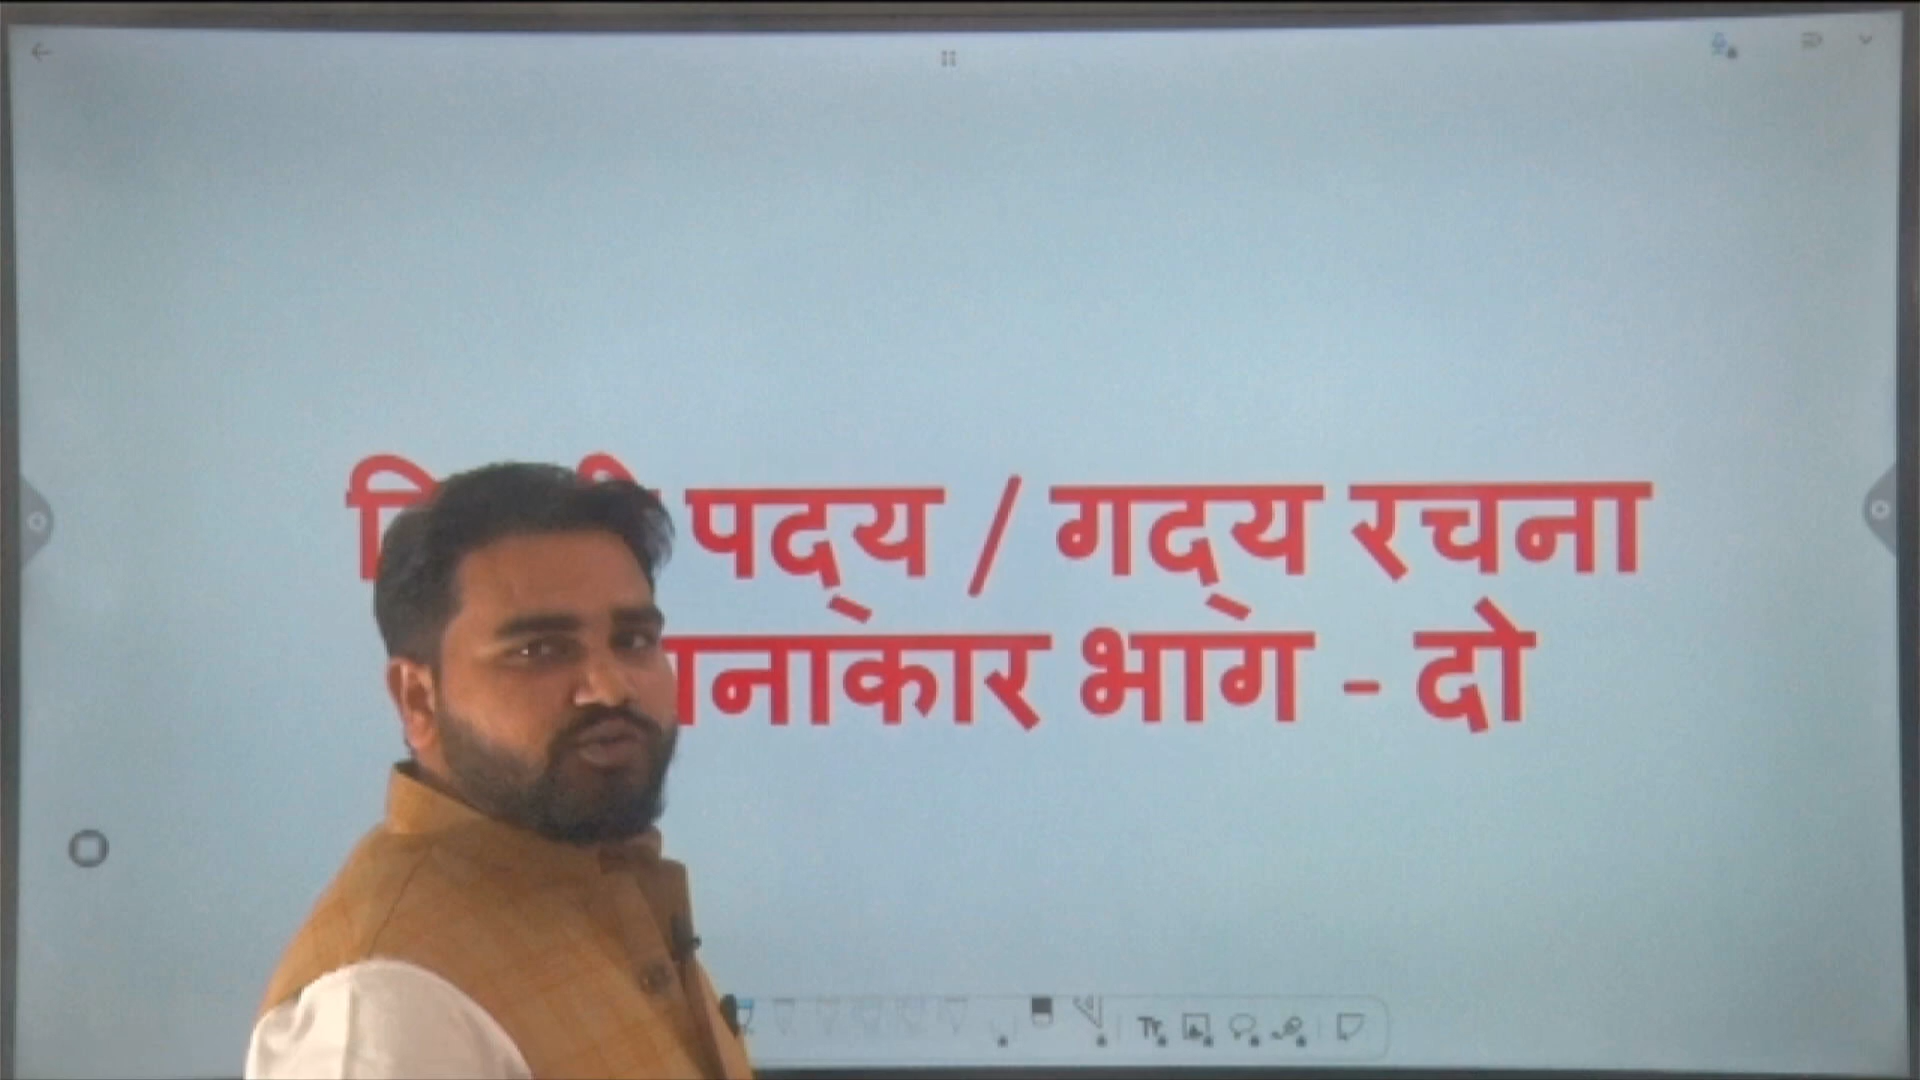 पद्य / गद्य रचना
भाग - दो